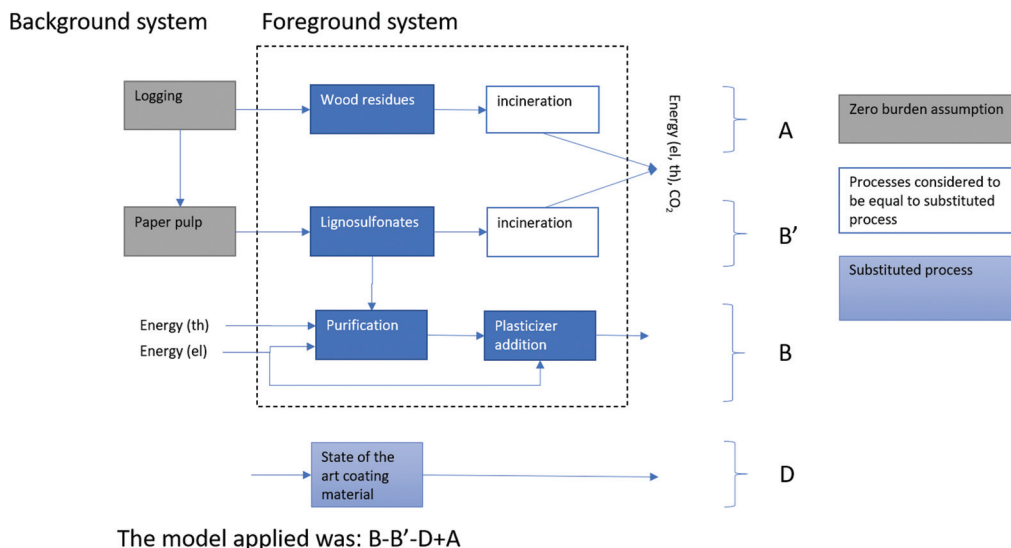 Background system
Foreground system
Logging
Wood residues
incineration
Energy (el, th), CO₂
A
Zero burden assumption
Processes considered to
be equal to substituted
process
Paper pulp
Lignosulfonates
incineration
B’
Substituted process
Energy (th)
Energy (el)
Purification
Plasticizer
addition
B
State of the
art coating
material
D
The model applied was: B-B’-D+A